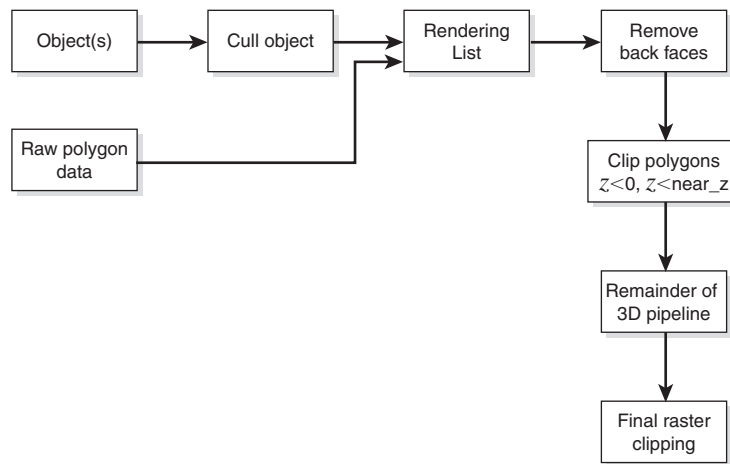 Object(s)
Cull object
Rendering
List
Remove
back faces
Raw polygon
data
Clip polygons
z<0, z<near_z
Remainder of
3D pipeline
Final raster
clipping